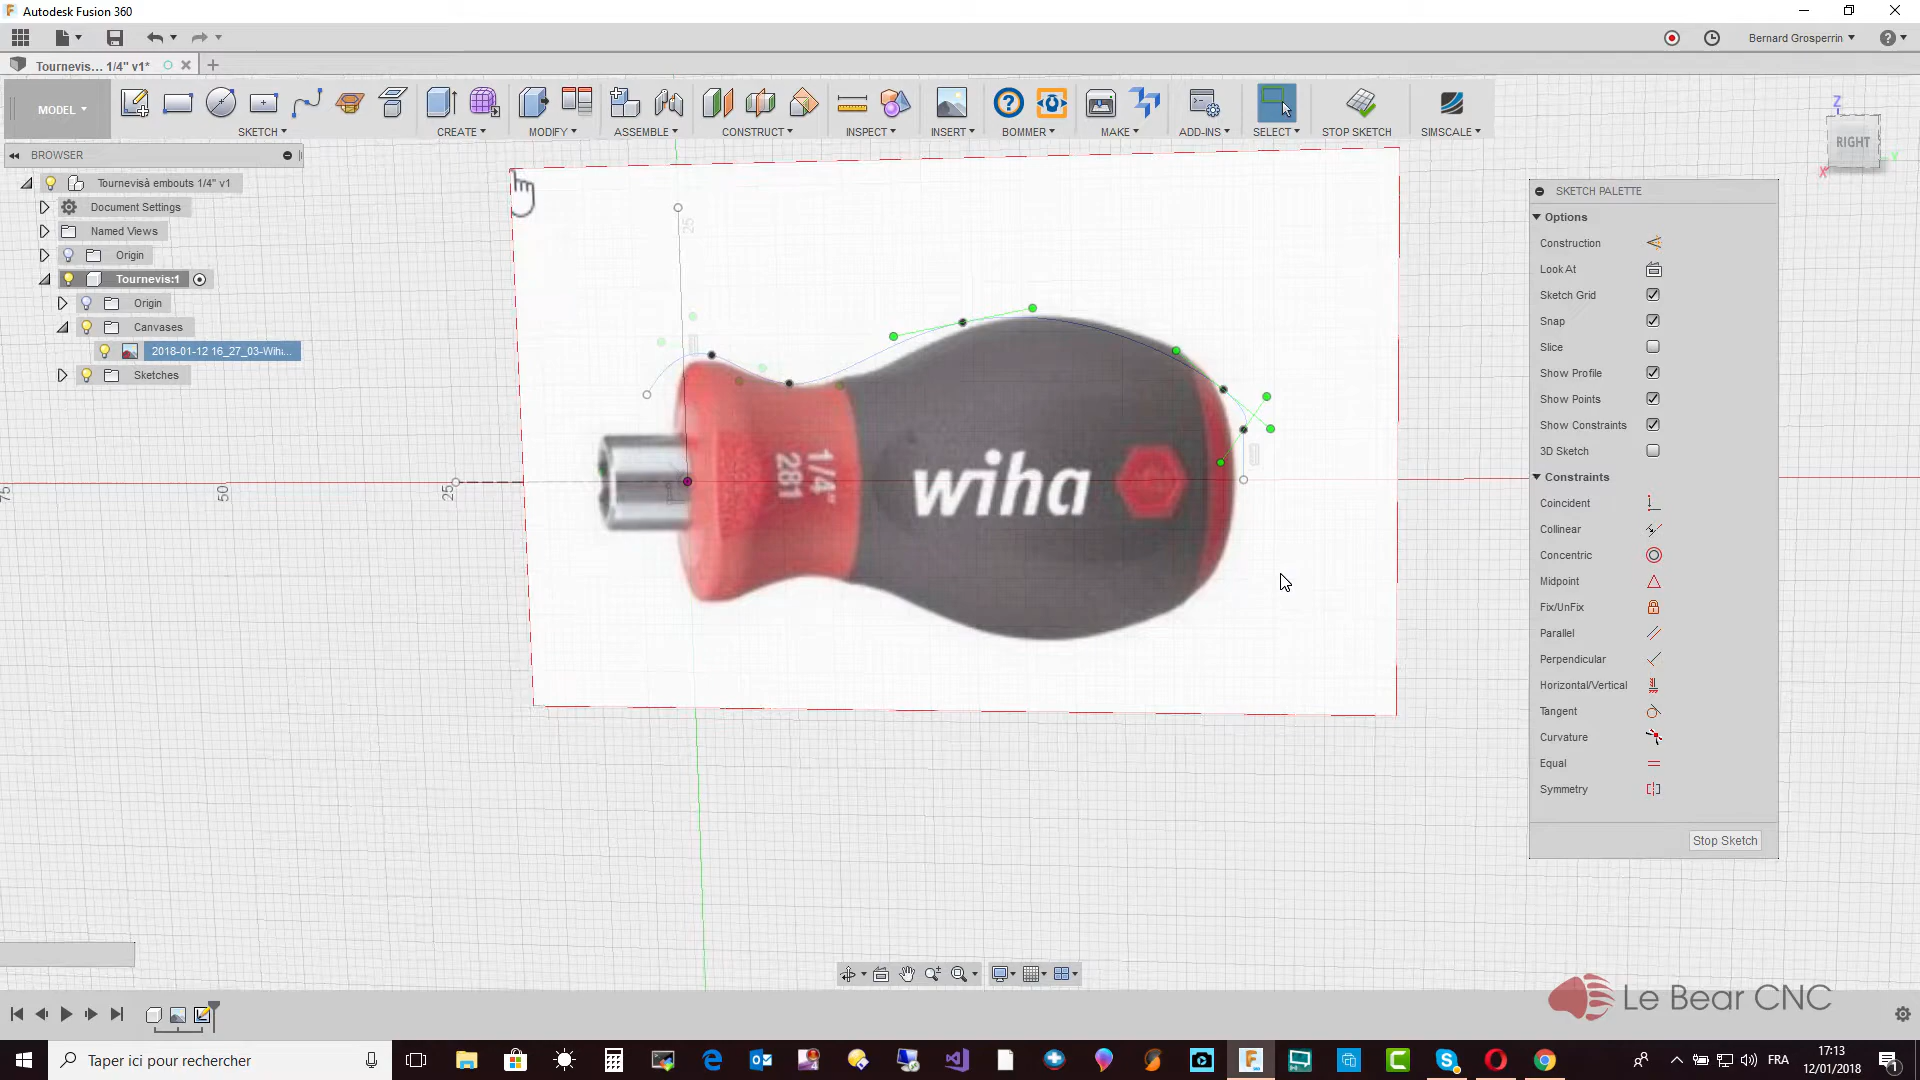 Autodesk Fusion 360
Bernard Grosperrin
Tournevis... 1/4" v1*
MODEL
SKETCH
CREATE
MODIFY
ASSEMBLE
CONSTRUCT
INSPECT
INSERT
BOMMER
MAKE
ADD-INS
SELECT
STOP SKETCH
SIMSCALE
BROWSER
Tournevisà embouts 1/4" v1
Document Settings
Named Views
Origin
Tournevis:1
Origin
Canvases
2018-01-12 16_27_03-Wih...
Sketches
Z
RIGHT
Y
X
25
75
50
25
1/4"
281
wiha
SKETCH PALETTE
Options
Construction
Look At
Sketch Grid
Snap
Slice
Show Profile
Show Points
Show Constraints
3D Sketch
Constraints
Coincident
Collinear
Concentric
Midpoint
Fix/UnFix
Parallel
Perpendicular
Horizontal/Vertical
Tangent
Curvature
Equal
Symmetry
Stop Sketch
Le Bear CNC
Taper ici pour rechercher
FRA
17:13
12/01/2018